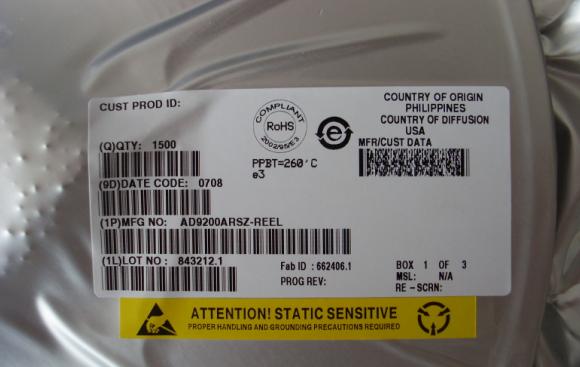 CUST PROD ID:
COMPLIANT
RoHS
2002/95/E3
e
COUNTRY OF ORIGIN
PHILIPPINES
COUNTRY OF DIFFUSION
USA
MFR/CUST DATA
(Q)QTY: 1500
PPBT=260'C
e3
(9D)DATE CODE: 0708
(1P)MFG NO: AD9200ARSZ-REEL
(1L)LOT NO : 843212.1
Fab ID : 662406.1
PROG REV:
BOX 1 OF 3
MSL: N/A
RE-SCRN:
ATTENTION! STATIC SENSITIVE
PROPER HANDLING AND GROUNDING PRECAUTIONS REQUIRED